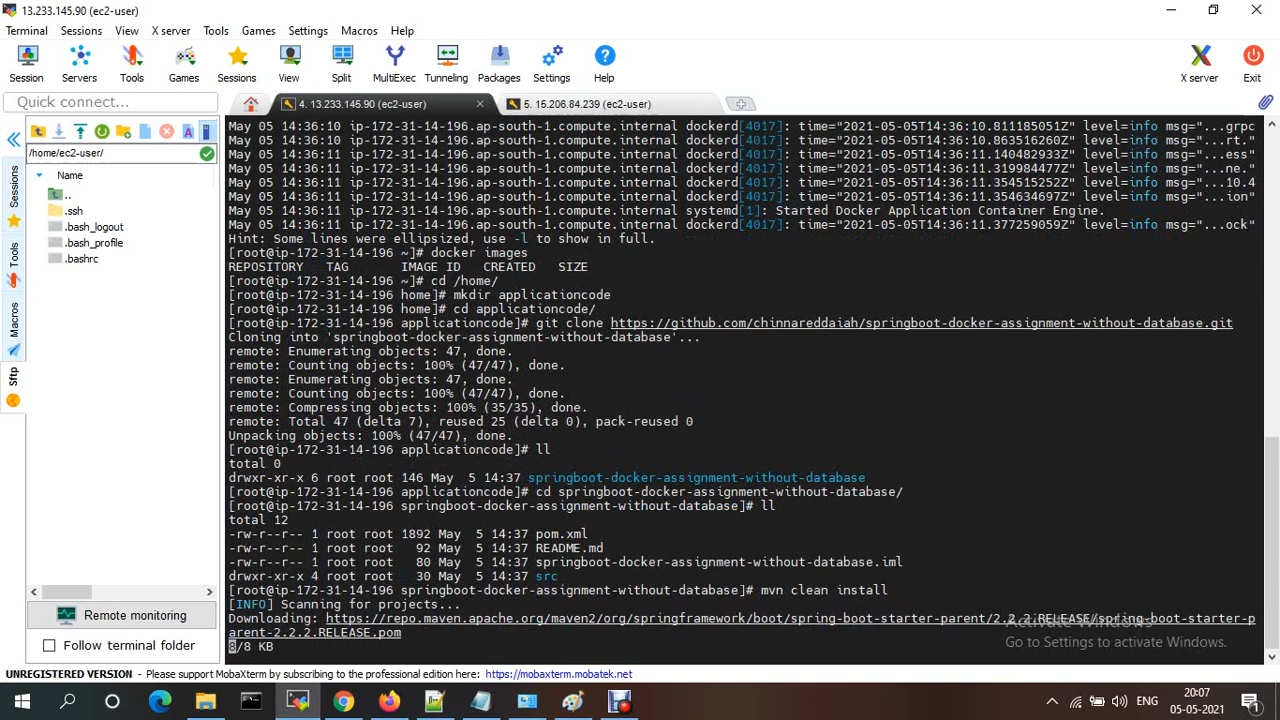 13.233.145.90 (ec2-user)
Terminal Sessions View X server Tools Games Settings Macros Help
Session Servers Tools Games Sessions View Split MultiExec Tunneling Packages Settings Help X server Exit
Quick connect...
4. 13.233.145.90 (ec2-user)
5. 15.206.84.239 (ec2-user)
/home/ec2-user/
Name
..
.ssh
.bash_logout
.bash_profile
.bashrc
Sessions
Tools
Macros
Sftp
May 05 14:36:10 ip-172-31-14-196.ap-south-1.compute.internal dockerd[4017]: time="2021-05-05T14:36:10.811185051Z" level=info msg="...grpc
May 05 14:36:10 ip-172-31-14-196.ap-south-1.compute.internal dockerd[4017]: time="2021-05-05T14:36:10.863516260Z" level=info msg="...rt."
May 05 14:36:11 ip-172-31-14-196.ap-south-1.compute.internal dockerd[4017]: time="2021-05-05T14:36:11.140482933Z" level=info msg="...ess"
May 05 14:36:11 ip-172-31-14-196.ap-south-1.compute.internal dockerd[4017]: time="2021-05-05T14:36:11.319984477Z" level=info msg="...ne."
May 05 14:36:11 ip-172-31-14-196.ap-south-1.compute.internal dockerd[4017]: time="2021-05-05T14:36:11.354515252Z" level=info msg="...10.4
May 05 14:36:11 ip-172-31-14-196.ap-south-1.compute.internal dockerd[4017]: time="2021-05-05T14:36:11.354634697Z" level=info msg="...ion"
May 05 14:36:11 ip-172-31-14-196.ap-south-1.compute.internal systemd[1]: Started Docker Application Container Engine.
May 05 14:36:11 ip-172-31-14-196.ap-south-1.compute.internal dockerd[4017]: time="2021-05-05T14:36:11.377259059Z" level=info msg="...ock"
Hint: Some lines were ellipsized, use -l to show in full.
[root@ip-172-31-14-196 ~]# docker images
REPOSITORY TAG IMAGE ID CREATED SIZE
[root@ip-172-31-14-196 ~]# cd /home/
[root@ip-172-31-14-196 home]# mkdir applicationcode
[root@ip-172-31-14-196 home]# cd applicationcode/
[root@ip-172-31-14-196 applicationcode]# git clone https://github.com/chinnareddaiah/springboot-docker-assignment-without-database.git
Cloning into 'springboot-docker-assignment-without-database'...
remote: Enumerating objects: 47, done.
remote: Counting objects: 100% (47/47), done.
remote: Enumerating objects: 47, done.
remote: Counting objects: 100% (47/47), done.
remote: Compressing objects: 100% (35/35), done.
remote: Total 47 (delta 7), reused 25 (delta 0), pack-reused 0
Unpacking objects: 100% (47/47), done.
[root@ip-172-31-14-196 applicationcode]# ll
total 0
drwxr-xr-x 6 root root 146 May 5 14:37 springboot-docker-assignment-without-database
[root@ip-172-31-14-196 applicationcode]# cd springboot-docker-assignment-without-database/
[root@ip-172-31-14-196 springboot-docker-assignment-without-database]# ll
total 12
-rw-r--r-- 1 root root 1892 May 5 14:37 pom.xml
-rw-r--r-- 1 root root 92 May 5 14:37 README.md
-rw-r--r-- 1 root root 80 May 5 14:37 springboot-docker-assignment-without-database.iml
drwxr-xr-x 4 root root 30 May 5 14:37 src
[root@ip-172-31-14-196 springboot-docker-assignment-without-database]# mvn clean install
[INFO] Scanning for projects...
Downloading: https://repo.maven.apache.org/maven2/org/springframework/boot/spring-boot-starter-parent/2.2.2.RELEASE/spring-boot-starter-p
arent-2.2.2.RELEASE.pom
8/8 KB
Activate Windows
Go to Settings to activate Windows.
Remote monitoring
Follow terminal folder
UNREGISTERED VERSION - Please support MobaXterm by subscribing to the professional edition here: https://mobaxterm.mobatek.net
ENG
20:07
05-05-2021
1